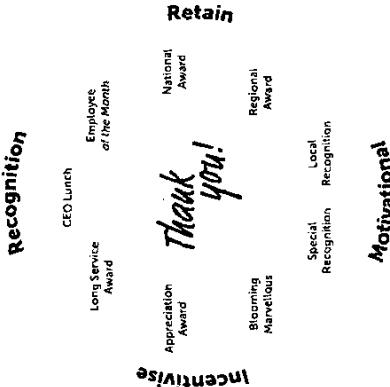 Retain
National
Award
Regional
Award
Employee
of the Month
Recognition
CEO Lunch
Thank
you!
Local
Recognition
Motivational
Long Service
Award
Special
Recognition
Appreciation
Award
Blooming
Marvellous
Incentivise